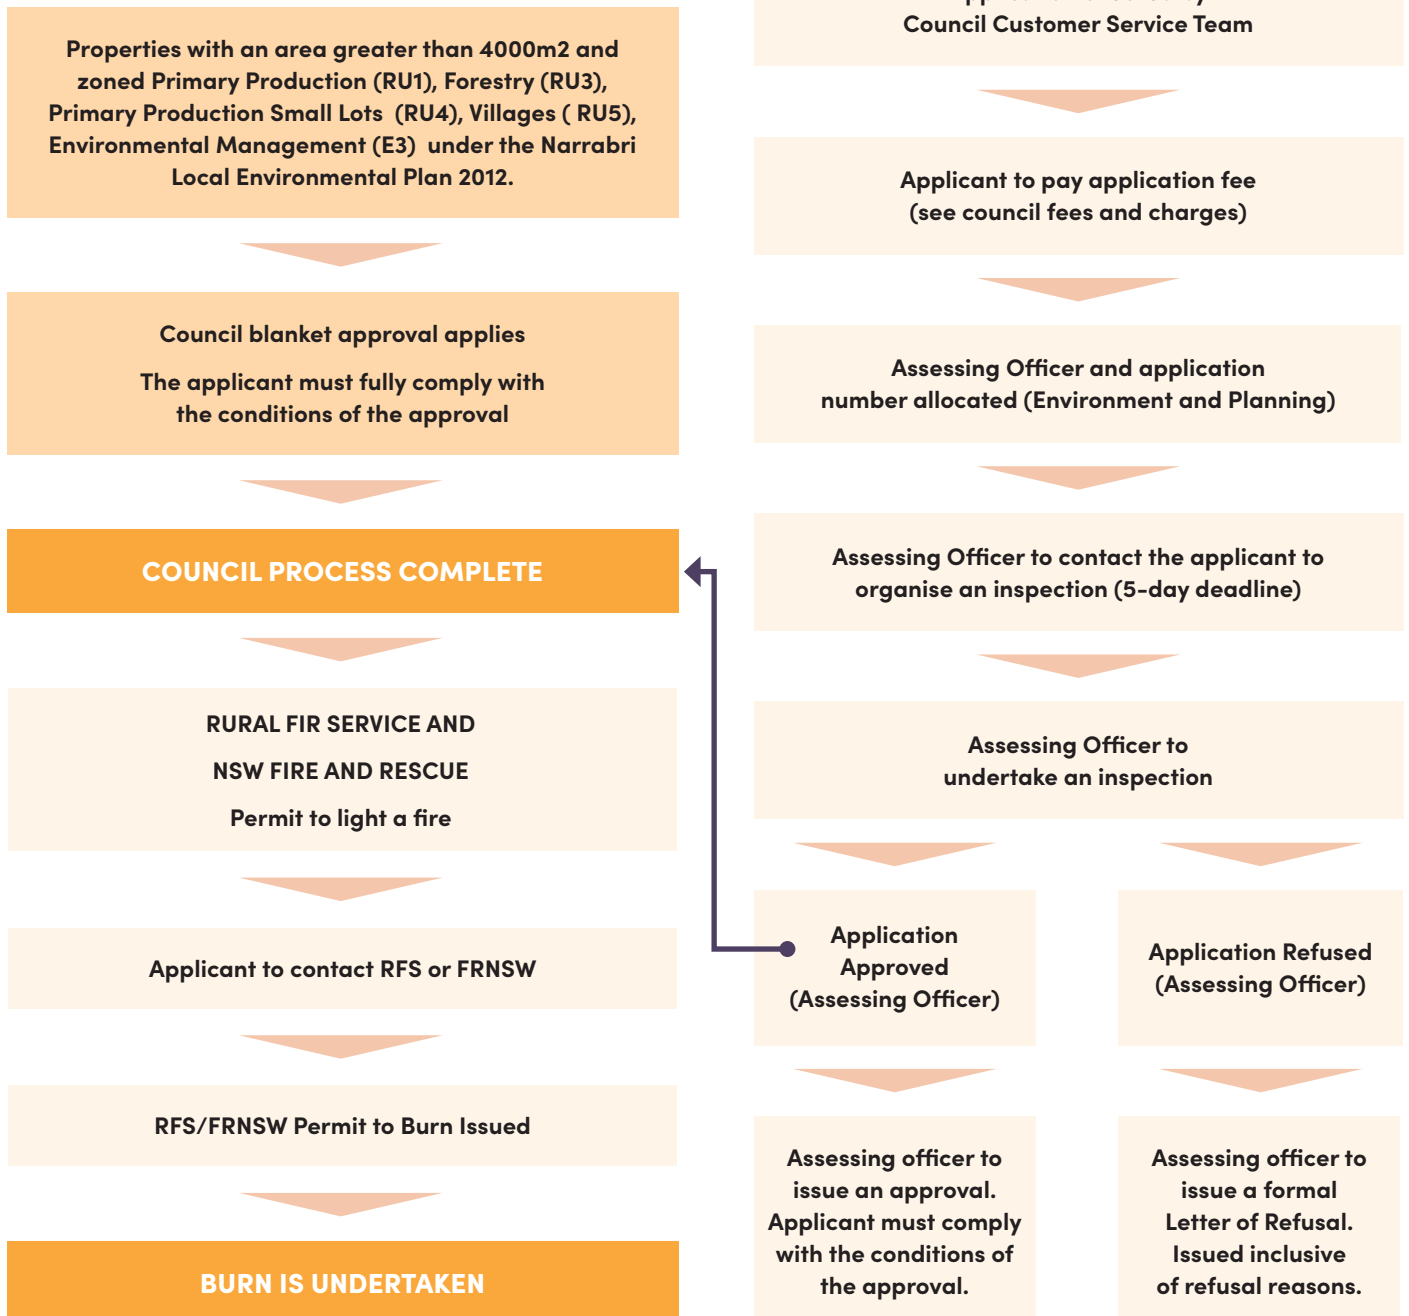 Properties with an area greater than 4000m2 and
zoned Primary Production (RU1), Forestry (RU3),
Primary Production Small Lots (RU4), Villages ( RU5),
Environmental Management (E3) under the Narrabri
Local Environmental Plan 2012.
Council blanket approval applies
The applicant must fully comply with
the conditions of the approval
COUNCIL PROCESS COMPLETE
RURAL FIR SERVICE AND
NSW FIRE AND RESCUE
Permit to light a fire
Applicant to contact RFS or FRNSW
RFS/FRNSW Permit to Burn Issued
BURN IS UNDERTAKEN
Council Customer Service Team
Applicant to pay application fee
(see council fees and charges)
Assessing Officer and application
number allocated (Environment and Planning)
Assessing Officer to contact the applicant to
organise an inspection (5-day deadline)
Assessing Officer to
undertake an inspection
Application
Approved
(Assessing Officer)
Assessing officer to
issue an approval.
Applicant must comply
with the conditions of
the approval.
Application Refused
(Assessing Officer)
Assessing officer to
issue a formal
Letter of Refusal.
Issued inclusive
of refusal reasons.